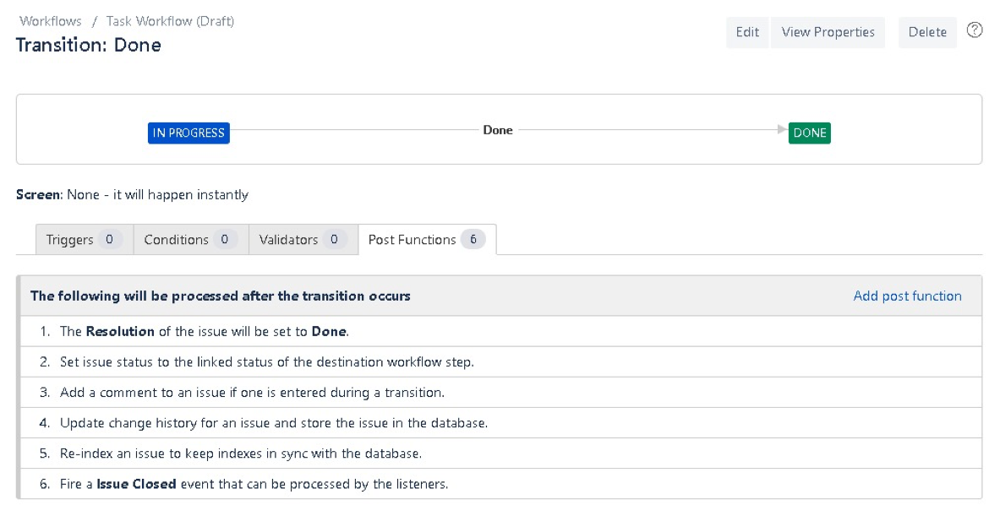 Workflows / Task Workflow (Draft)
Transition: Done
Edit View Properties Delete ?
IN PROGRESS Done DONE
Screen: None - it will happen instantly
Triggers 0 Conditions 0 Validators 0 Post Functions 6
The following will be processed after the transition occurs Add post function
1. The Resolution of the issue will be set to Done.
2. Set issue status to the linked status of the destination workflow step.
3. Add a comment to an issue if one is entered during a transition.
4. Update change history for an issue and store the issue in the database.
5. Re-index an issue to keep indexes in sync with the database.
6. Fire a Issue Closed event that can be processed by the listeners.